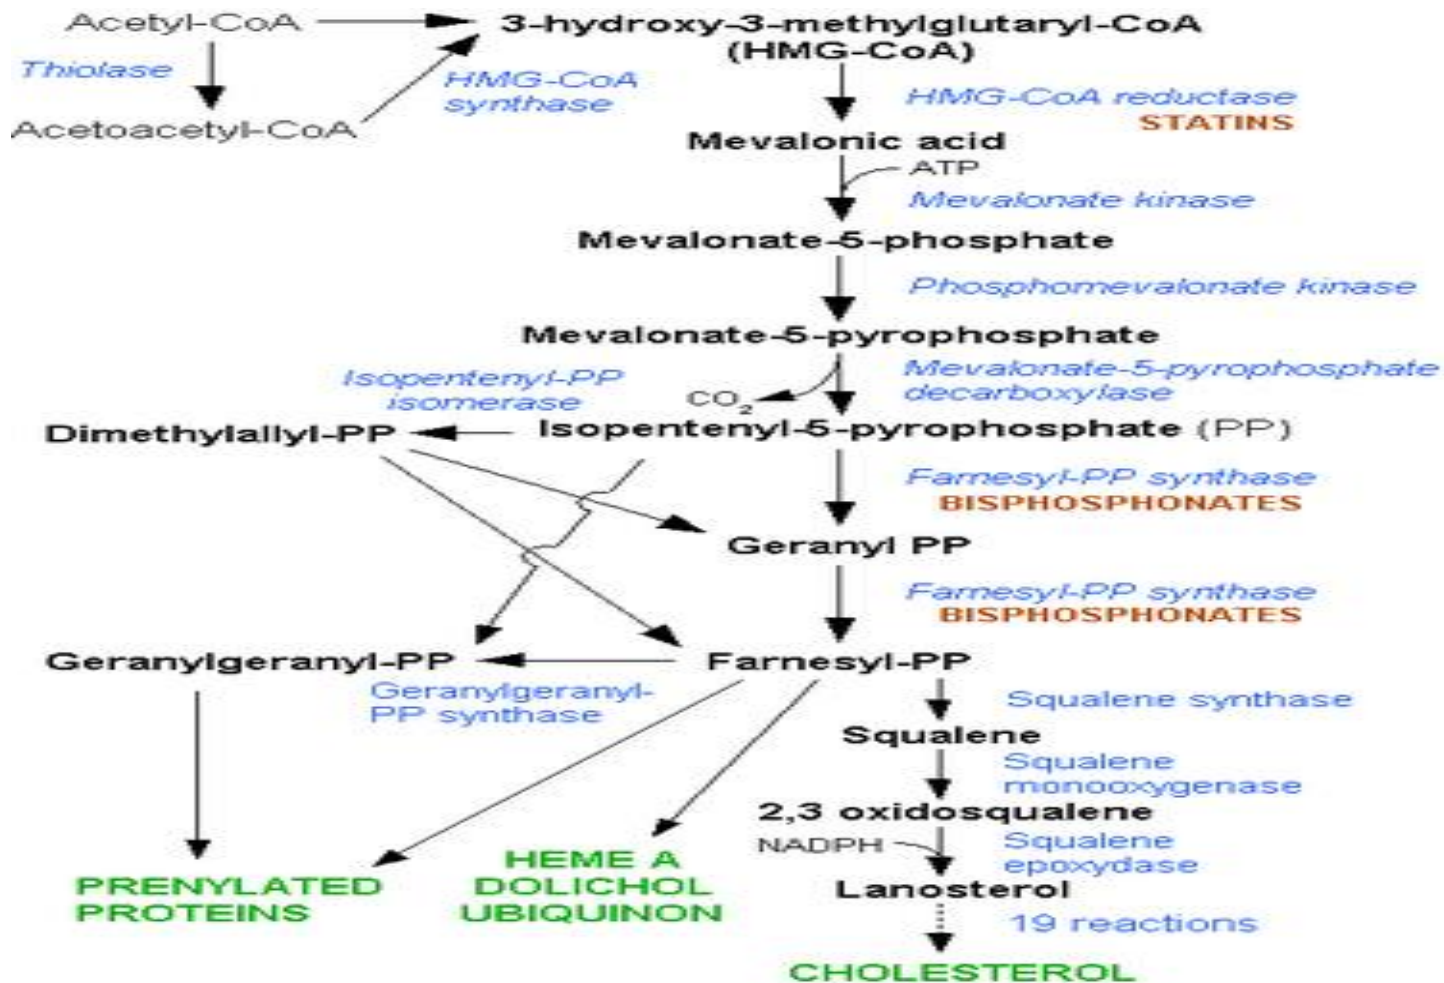 Acetyl-CoA
3-hydroxy-3-methylglutaryl-CoA
(HMG-CoA)
Thiolase
HMG-CoA
synthase
Acetoacetyl-CoA
HMG-CoA reductase
STATINS
Mevalonic acid
ATP
Mevalonate kinase
Mevalonate-5-phosphate
Phosphomevalonate kinase
Mevalonate-5-pyrophosphate
Isopentenyl-PP
isomerase
CO2
Mevalonate-5-pyrophosphate
decarboxylase
Dimethylallyl-PP
Isopentenyl-5-pyrophosphate (PP)
Farnesyl-PP synthase
BISPHOSPHONATES
Geranyl PP
Farnesyl-PP synthase
BISPHOSPHONATES
Geranylgeranyl-PP
Farnesyl-PP
Geranylgeranyl-
PP synthase
Squalene synthase
Squalene
Squalene
monooxygenase
2,3 oxidosqualene
NADPH
Squalene
epoxydase
Lanosterol
19 reactions
PRENYLATED
PROTEINS
HEME A
DOLICHOL
UBIQUINON
CHOLESTEROL